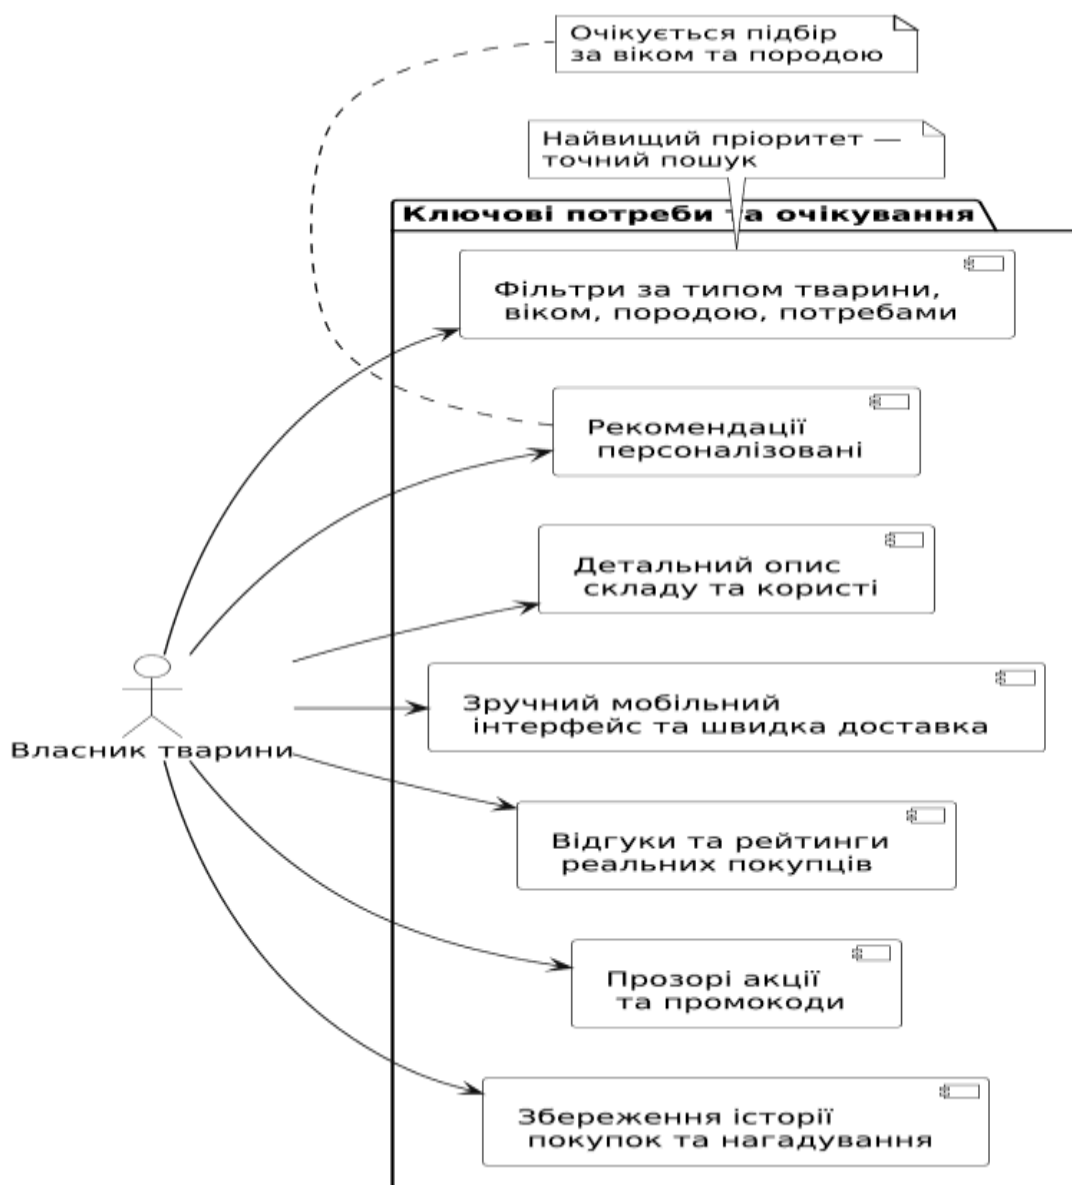 Очікується підбір
за віком та породою
Найвищий пріоритет —
точний пошук
Ключові потреби та очікування
Фільтри за типом тварини,
віком, породою, потребами
Рекомендації
персоналізовані
Детальний опис
складу та користі
Зручний мобільний
інтерфейс та швидка доставка
Власник тварини
Відгуки та рейтинги
реальних покупців
Прозорі акції
та промокоди
Збереження історії
покупок та нагадування